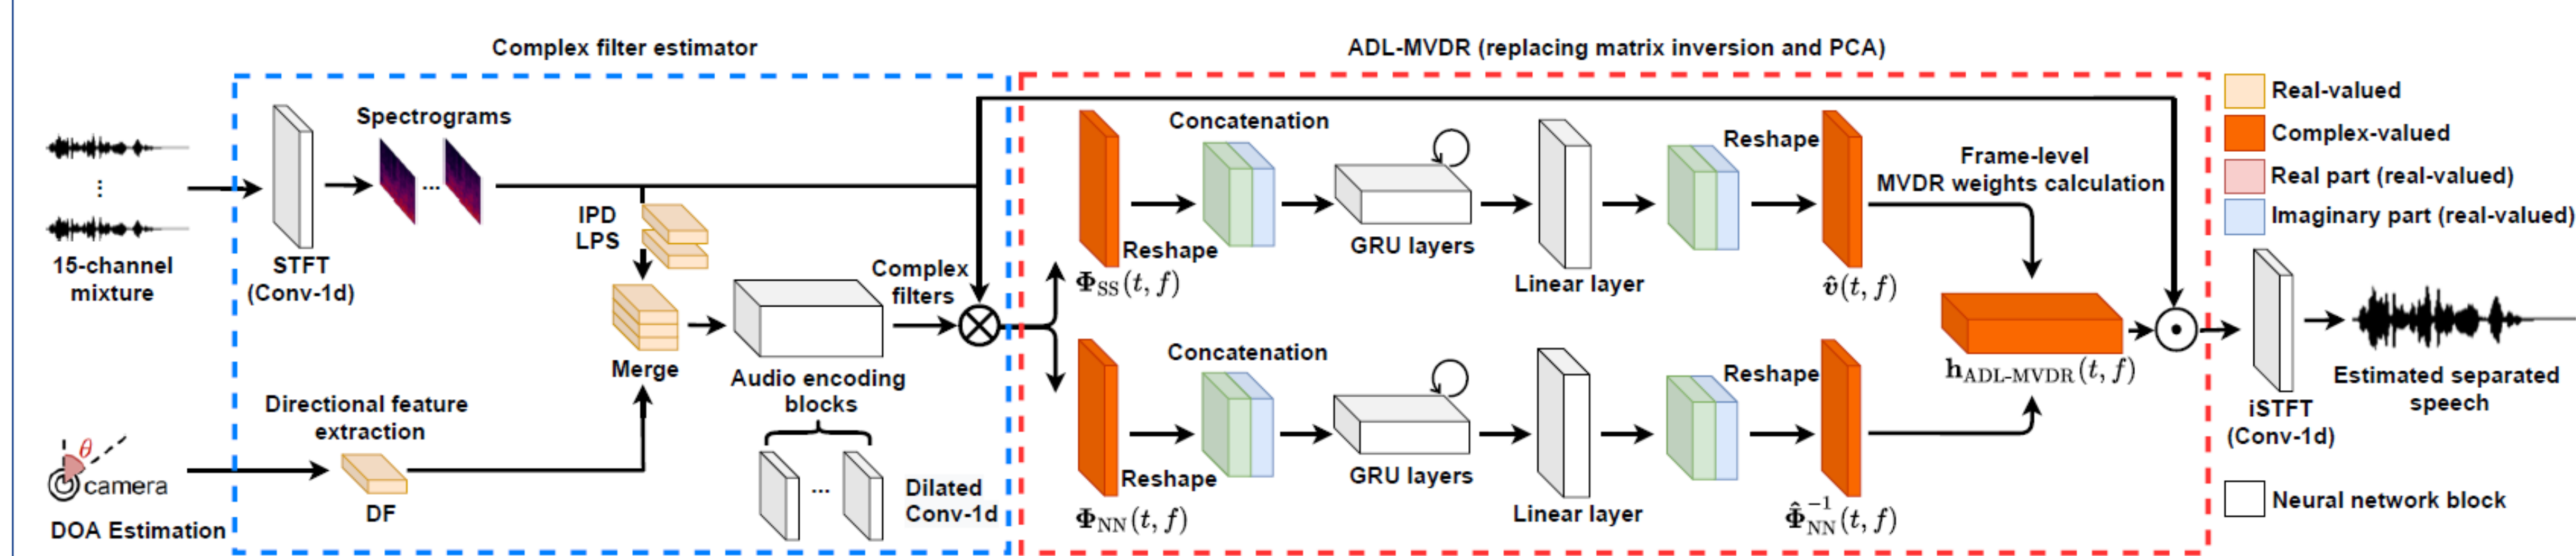 Complex filter estimator
ADL-MVDR (replacing matrix inversion and PCA)
15-channel
mixture
STFT
(Conv-1d)
Spectrograms
...
IPD
LPS
Merge
Directional feature
extraction
DF
θ
camera
DOA Estimation
Audio encoding
blocks
...
Dilated
Conv-1d
Complex
filters
Concatenation
Reshape
Φ_SS(t, f)
GRU layers
Linear layer
Reshape
v̂(t, f)
Concatenation
Reshape
Φ_NN(t, f)
GRU layers
Linear layer
Reshape
Φ̂_NN^-1(t, f)
Frame-level
MVDR weights calculation
h_ADL-MVDR(t, f)
iSTFT
(Conv-1d)
Estimated separated
speech
Real-valued
Complex-valued
Real part (real-valued)
Imaginary part (real-valued)
Neural network block